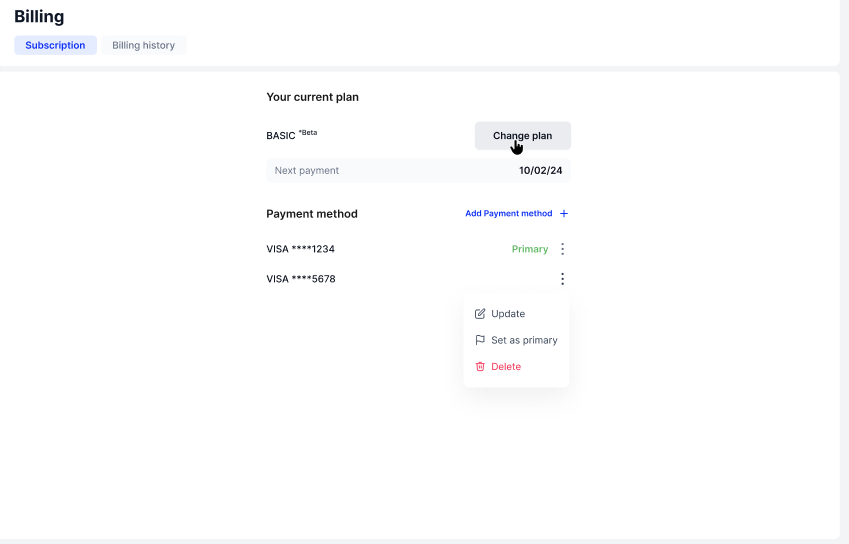 Billing
Subscription Billing history
Your current plan
BASIC *Beta Change plan
Next payment 10/02/24
Payment method Add Payment method +
VISA ****1234 Primary
VISA ****5678
Update
Set as primary
Delete